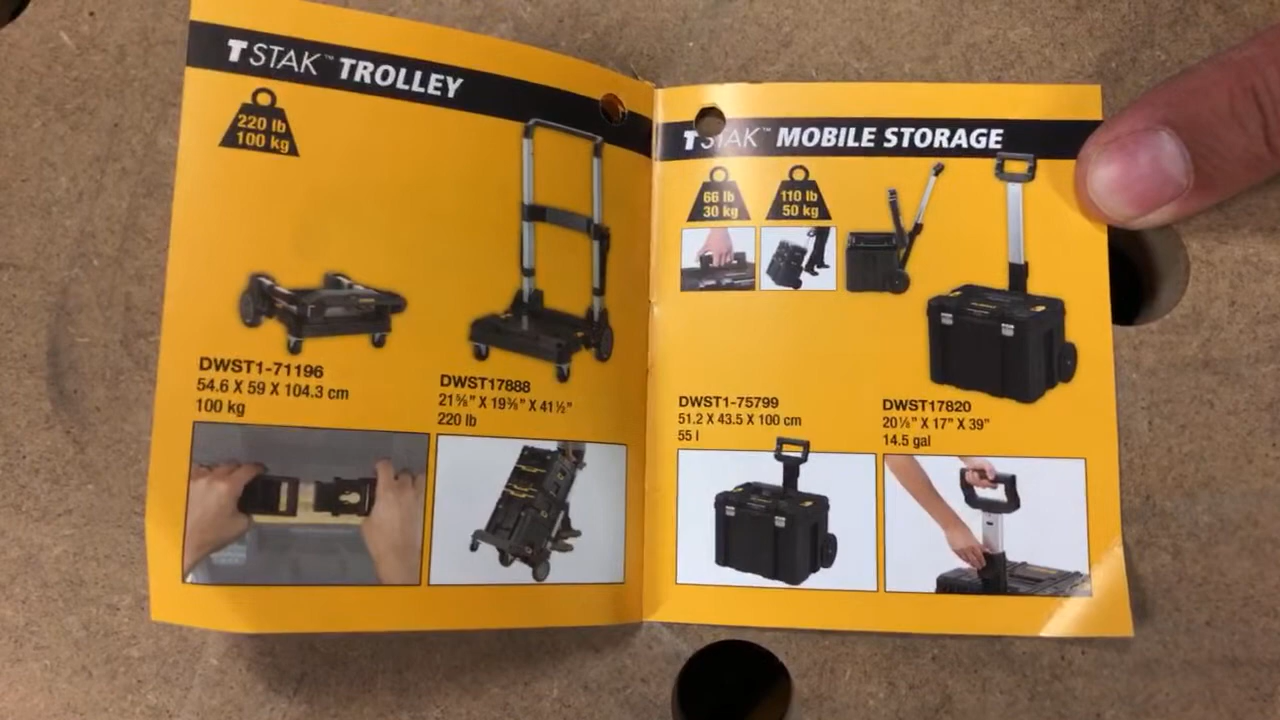 TSTAK™ TROLLEY
220 lb
100 kg
DWST1-71196
54.6 X 59 X 104.3 cm
100 kg
DWST17888
21⅝” X 19⅝” X 41½”
220 lb
TSTAK™ MOBILE STORAGE
66 lb
30 kg
110 lb
50 kg
DWST1-75799
51.2 X 43.5 X 100 cm
55 l
DWST17820
20⅛” X 17” X 39”
14.5 gal